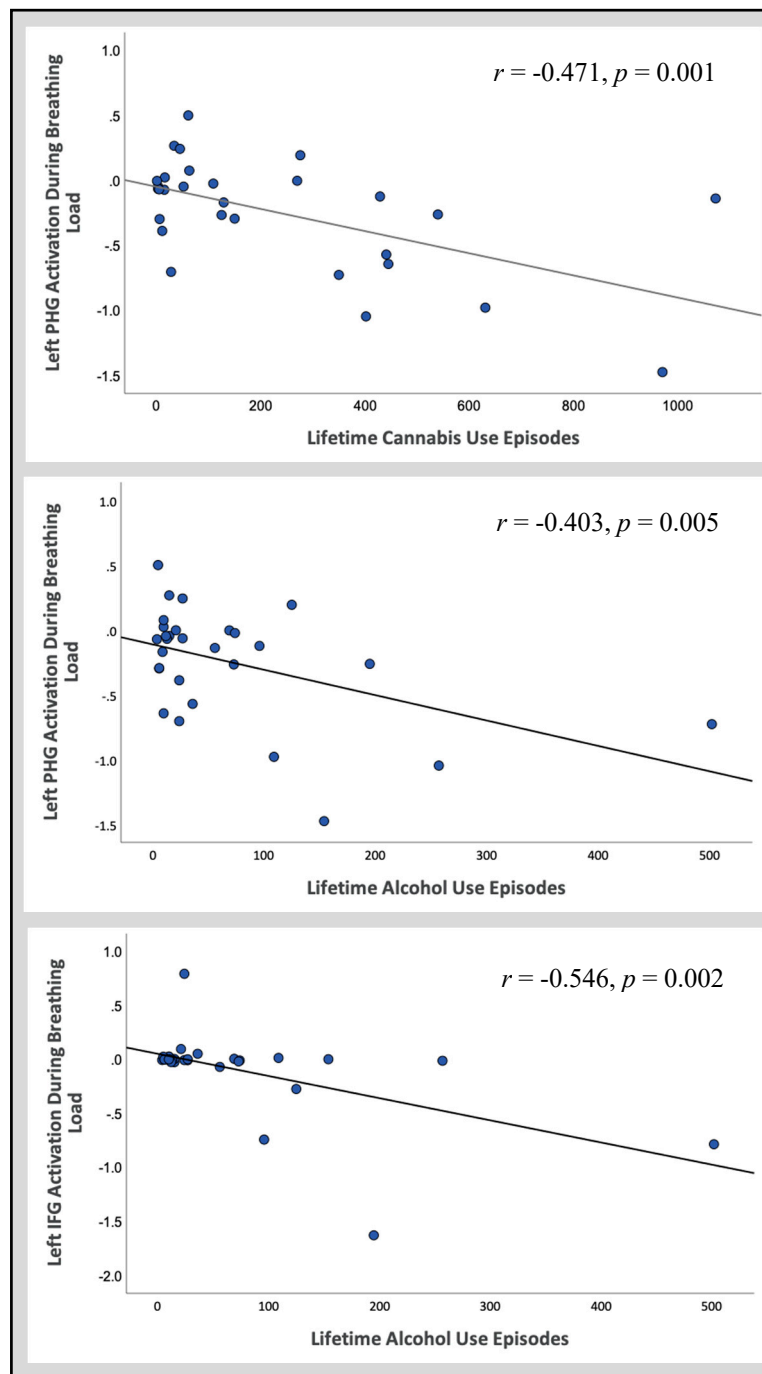 1.0
.5
.0
-.5
-1.0
-1.5
r = -0.471, p = 0.001
Left PHG Activation During Breathing
Load
0 200 400 600 800 1000
Lifetime Cannabis Use Episodes
1.0
.5
.0
-.5
-1.0
-1.5
r = -0.403, p = 0.005
Left PHG Activation During Breathing
Load
0 100 200 300 400 500
Lifetime Alcohol Use Episodes
1.0
.5
.0
-.5
-1.0
-1.5
-2.0
r = -0.546, p = 0.002
Left IFG Activation During Breathing
Load
0 100 200 300 400 500
Lifetime Alcohol Use Episodes